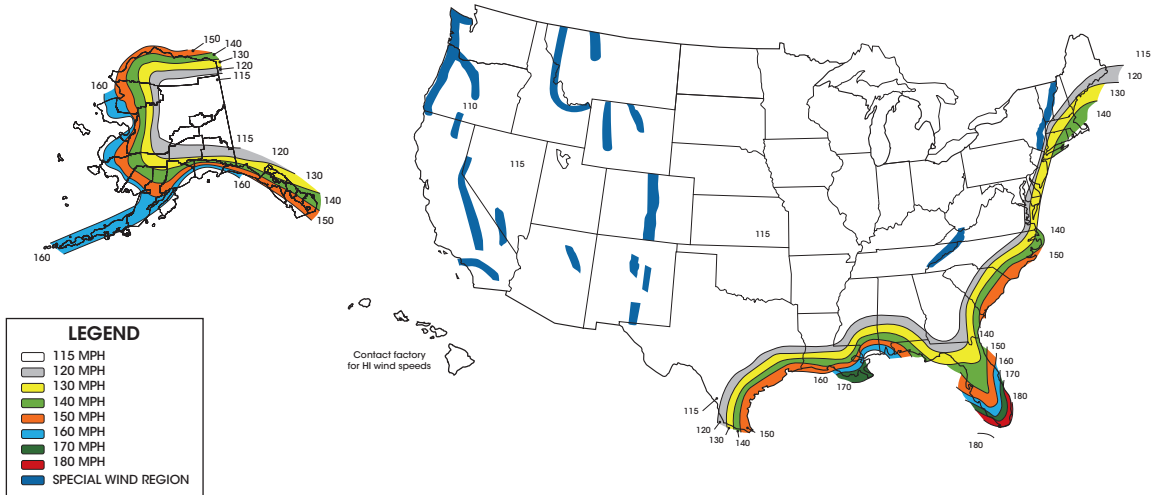 150
140
130
120
115
160
115
120
130
140
150
160
160
110
115
115
115
120
130
140
140
150
140
150
160
170
180
180
160
170
115
120
130
140
150
Contact factory
for HI wind speeds
LEGEND
115 MPH
120 MPH
130 MPH
140 MPH
150 MPH
160 MPH
170 MPH
180 MPH
SPECIAL WIND REGION